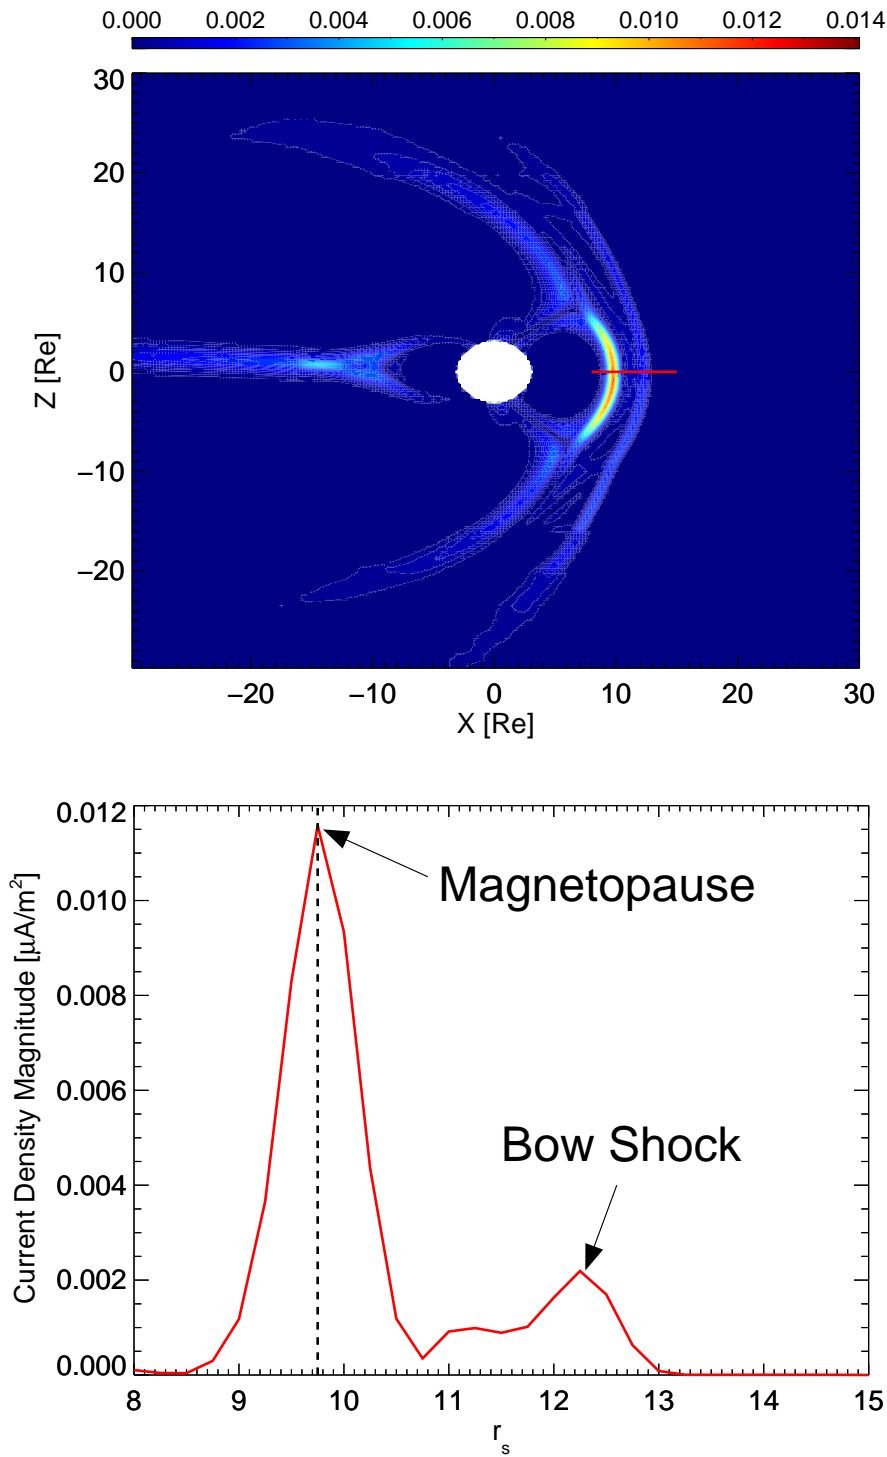 0.000 0.002 0.004 0.006 0.008 0.010 0.012 0.014
30
20
10
0
−10
−20
Z [Re]
−20 −10 0 10 20 30
X [Re]
0.012
0.010
0.008
0.006
0.004
0.002
0.000
Current Density Magnitude [μA/m²]
Magnetopause
Bow Shock
8 9 10 11 12 13 14 15
r_s